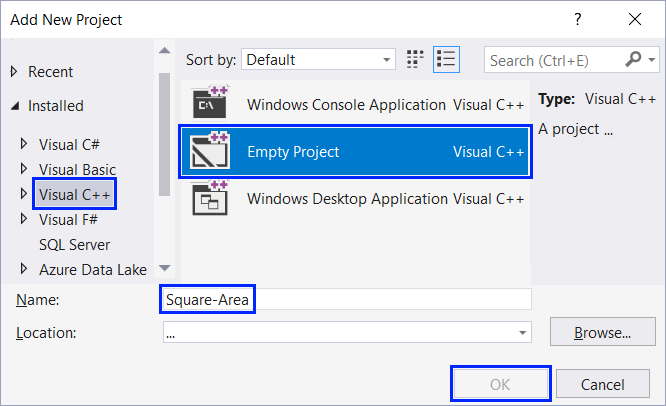 Add New Project
?
Recent
Installed
Visual C#
Visual Basic
Visual C++
Visual F#
SQL Server
Azure Data Lake
Sort by: Default
Search (Ctrl+E)
C:\
Windows Console Application Visual C++
Empty Project Visual C++
Windows Desktop Application Visual C++
Type: Visual C++
A project ...
Name: Square-Area
Location: ... Browse...
OK Cancel